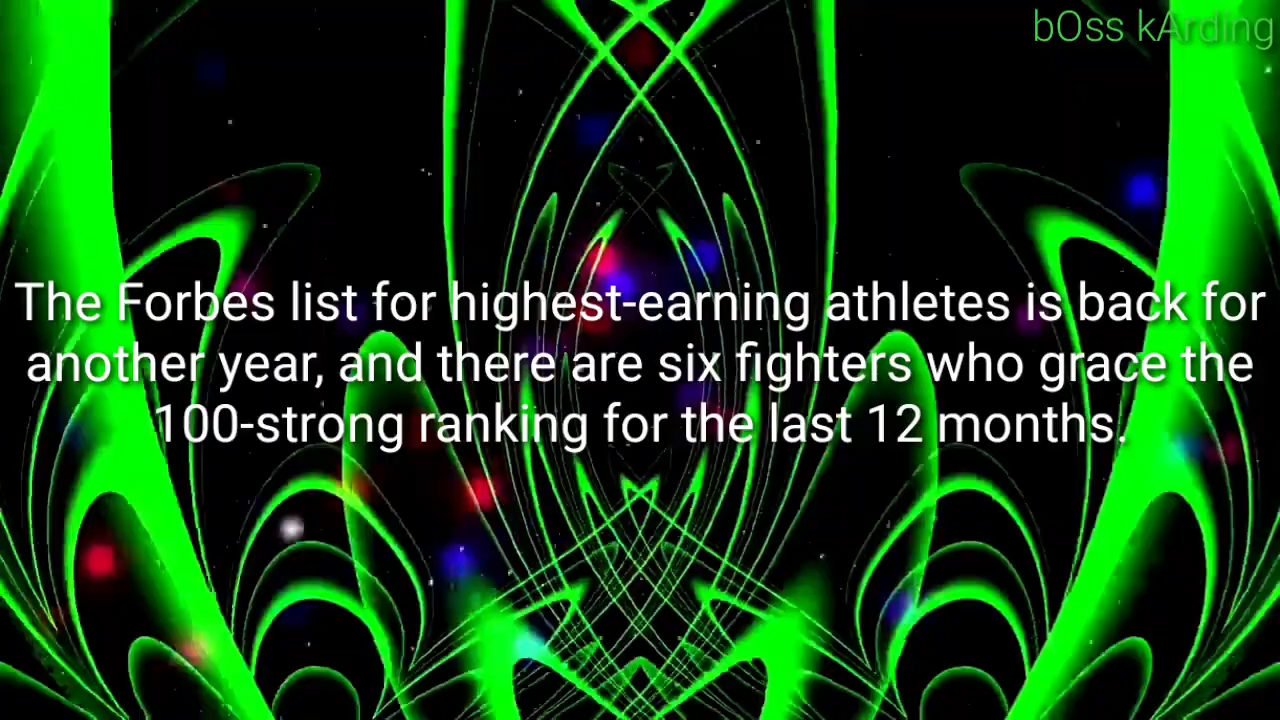 bOss kArding
The Forbes list for highest-earning athletes is back for
another year, and there are six fighters who grace the
100-strong ranking for the last 12 months.